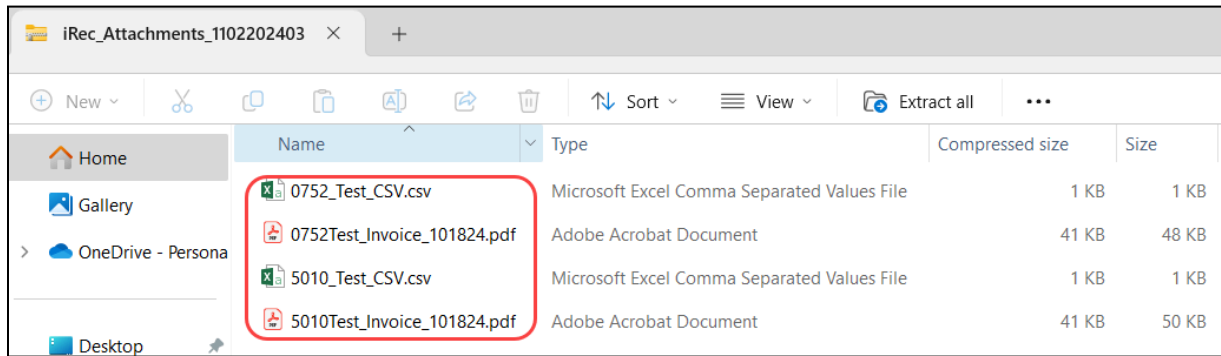 iRec_Attachments_1102202403
New
Sort
View
Extract all
Home
Gallery
OneDrive - Persona
Desktop
Name Type Compressed size Size
0752_Test_CSV.csv Microsoft Excel Comma Separated Values File 1 KB 1 KB
0752Test_Invoice_101824.pdf Adobe Acrobat Document 41 KB 48 KB
5010_Test_CSV.csv Microsoft Excel Comma Separated Values File 1 KB 1 KB
5010Test_Invoice_101824.pdf Adobe Acrobat Document 41 KB 50 KB